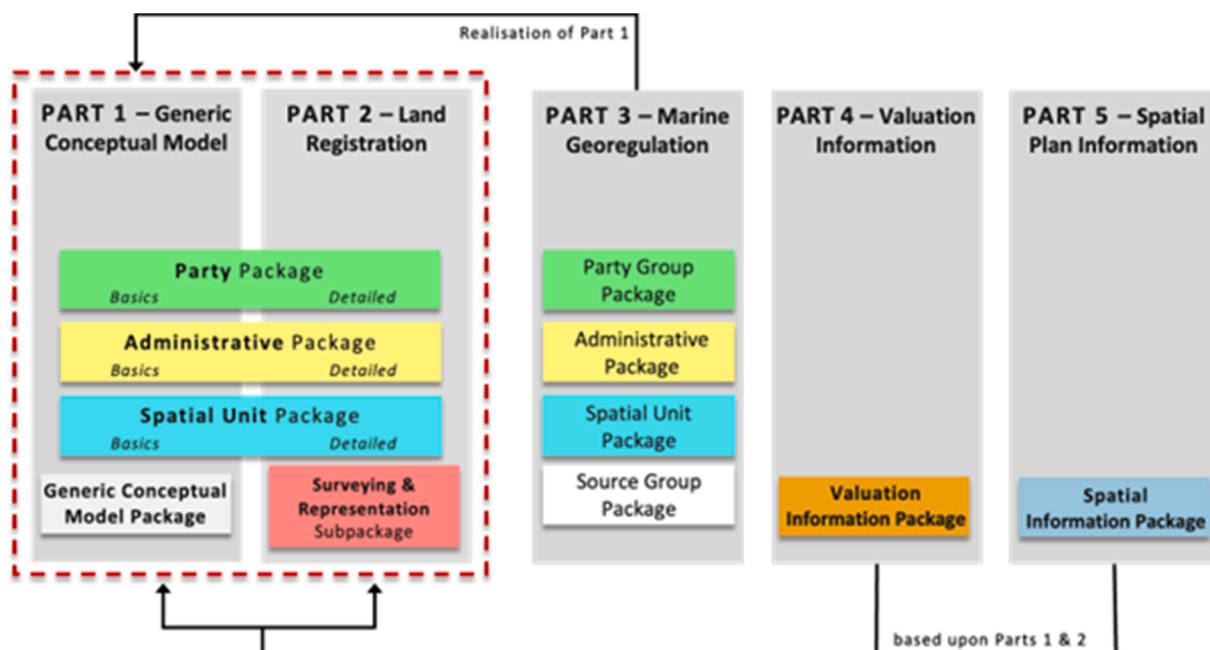 Realisation of Part 1
PART 1 – Generic
Conceptual Model
PART 2 – Land
Registration
PART 3 – Marine
Georegulation
PART 4 – Valuation
Information
PART 5 – Spatial
Plan Information
Party Package
Basics
Detailed
Administrative Package
Basics
Detailed
Spatial Unit Package
Basics
Detailed
Generic Conceptual
Model Package
Surveying &
Representation
Subpackage
Party Group
Package
Administrative
Package
Spatial Unit
Package
Source Group
Package
Valuation
Information Package
Spatial
Information Package
based upon Parts 1 & 2